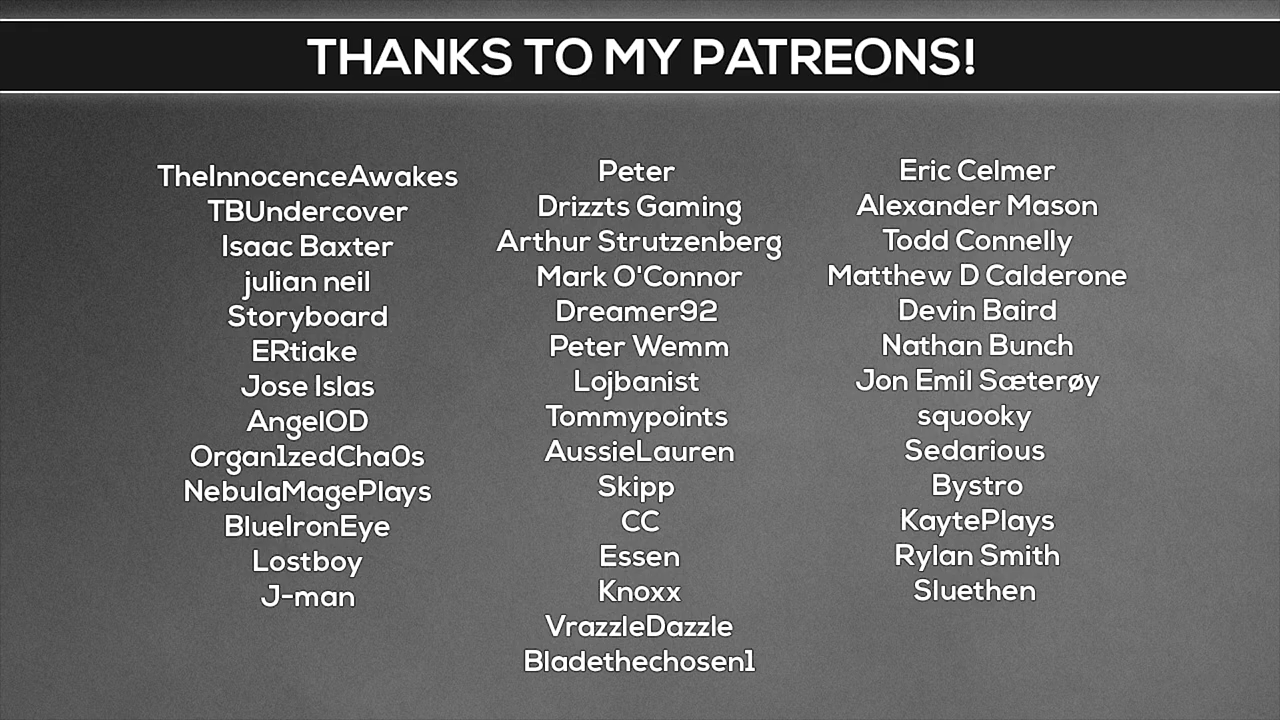 THANKS TO MY PATREONS!
TheInnocenceAwakes
TBUndercover
Isaac Baxter
julian neil
Storyboard
ERtiake
Jose Islas
AngelOD
Organ1zedCha0s
NebulaMagePlays
BlueIronEye
Lostboy
J-man
Peter
Drizzts Gaming
Arthur Strutzenberg
Mark O'Connor
Dreamer92
Peter Wemm
Lojbanist
Tommypoints
AussieLauren
Skipp
CC
Essen
Knoxx
VrazzleDazzle
Bladethechosen1
Eric Celmer
Alexander Mason
Todd Connelly
Matthew D Calderone
Devin Baird
Nathan Bunch
Jon Emil Sæterøy
squooky
Sedarious
Bystro
KaytePlays
Rylan Smith
Sluethen